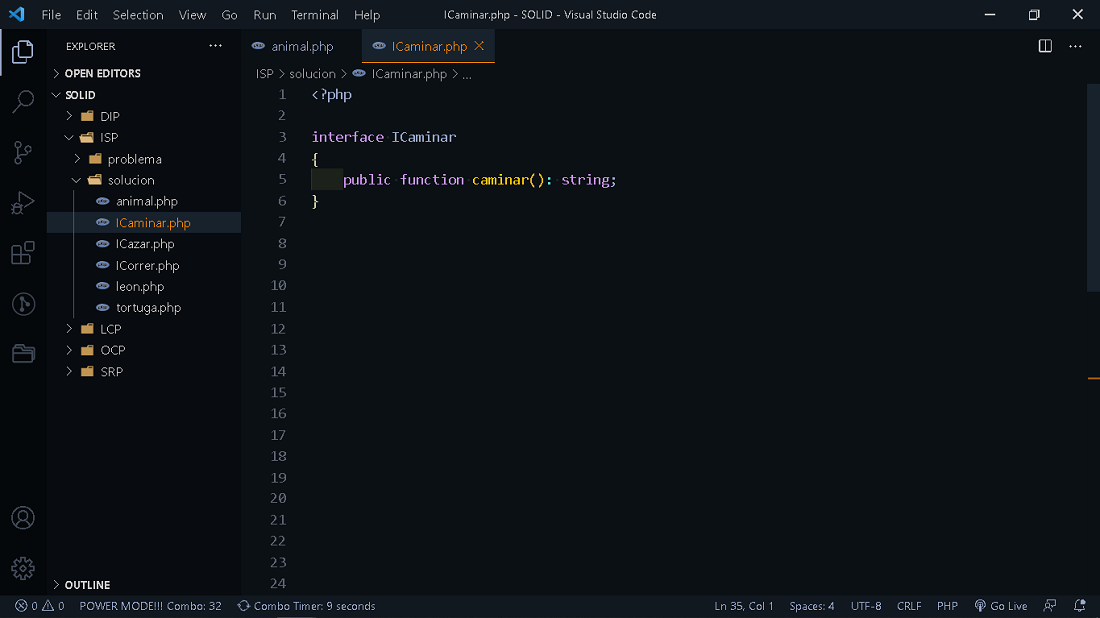 File Edit Selection View Go Run Terminal Help ICaminar.php - SOLID - Visual Studio Code
EXPLORER
OPEN EDITORS
SOLID
DIP
ISP
problema
solucion
animal.php
ICaminar.php
ICazar.php
ICorrer.php
leon.php
tortuga.php
LCP
OCP
SRP
OUTLINE
animal.php ICaminar.php
ISP > solucion > ICaminar.php > ...
1 <?php
2
3 interface ICaminar
4 {
5 public function caminar(): string;
6 }
7
8
9
10
11
12
13
14
15
16
17
18
19
20
21
22
23
24
0 0 POWER MODE!!! Combo: 32 Combo Timer: 9 seconds Ln 35, Col 1 Spaces: 4 UTF-8 CRLF PHP Go Live